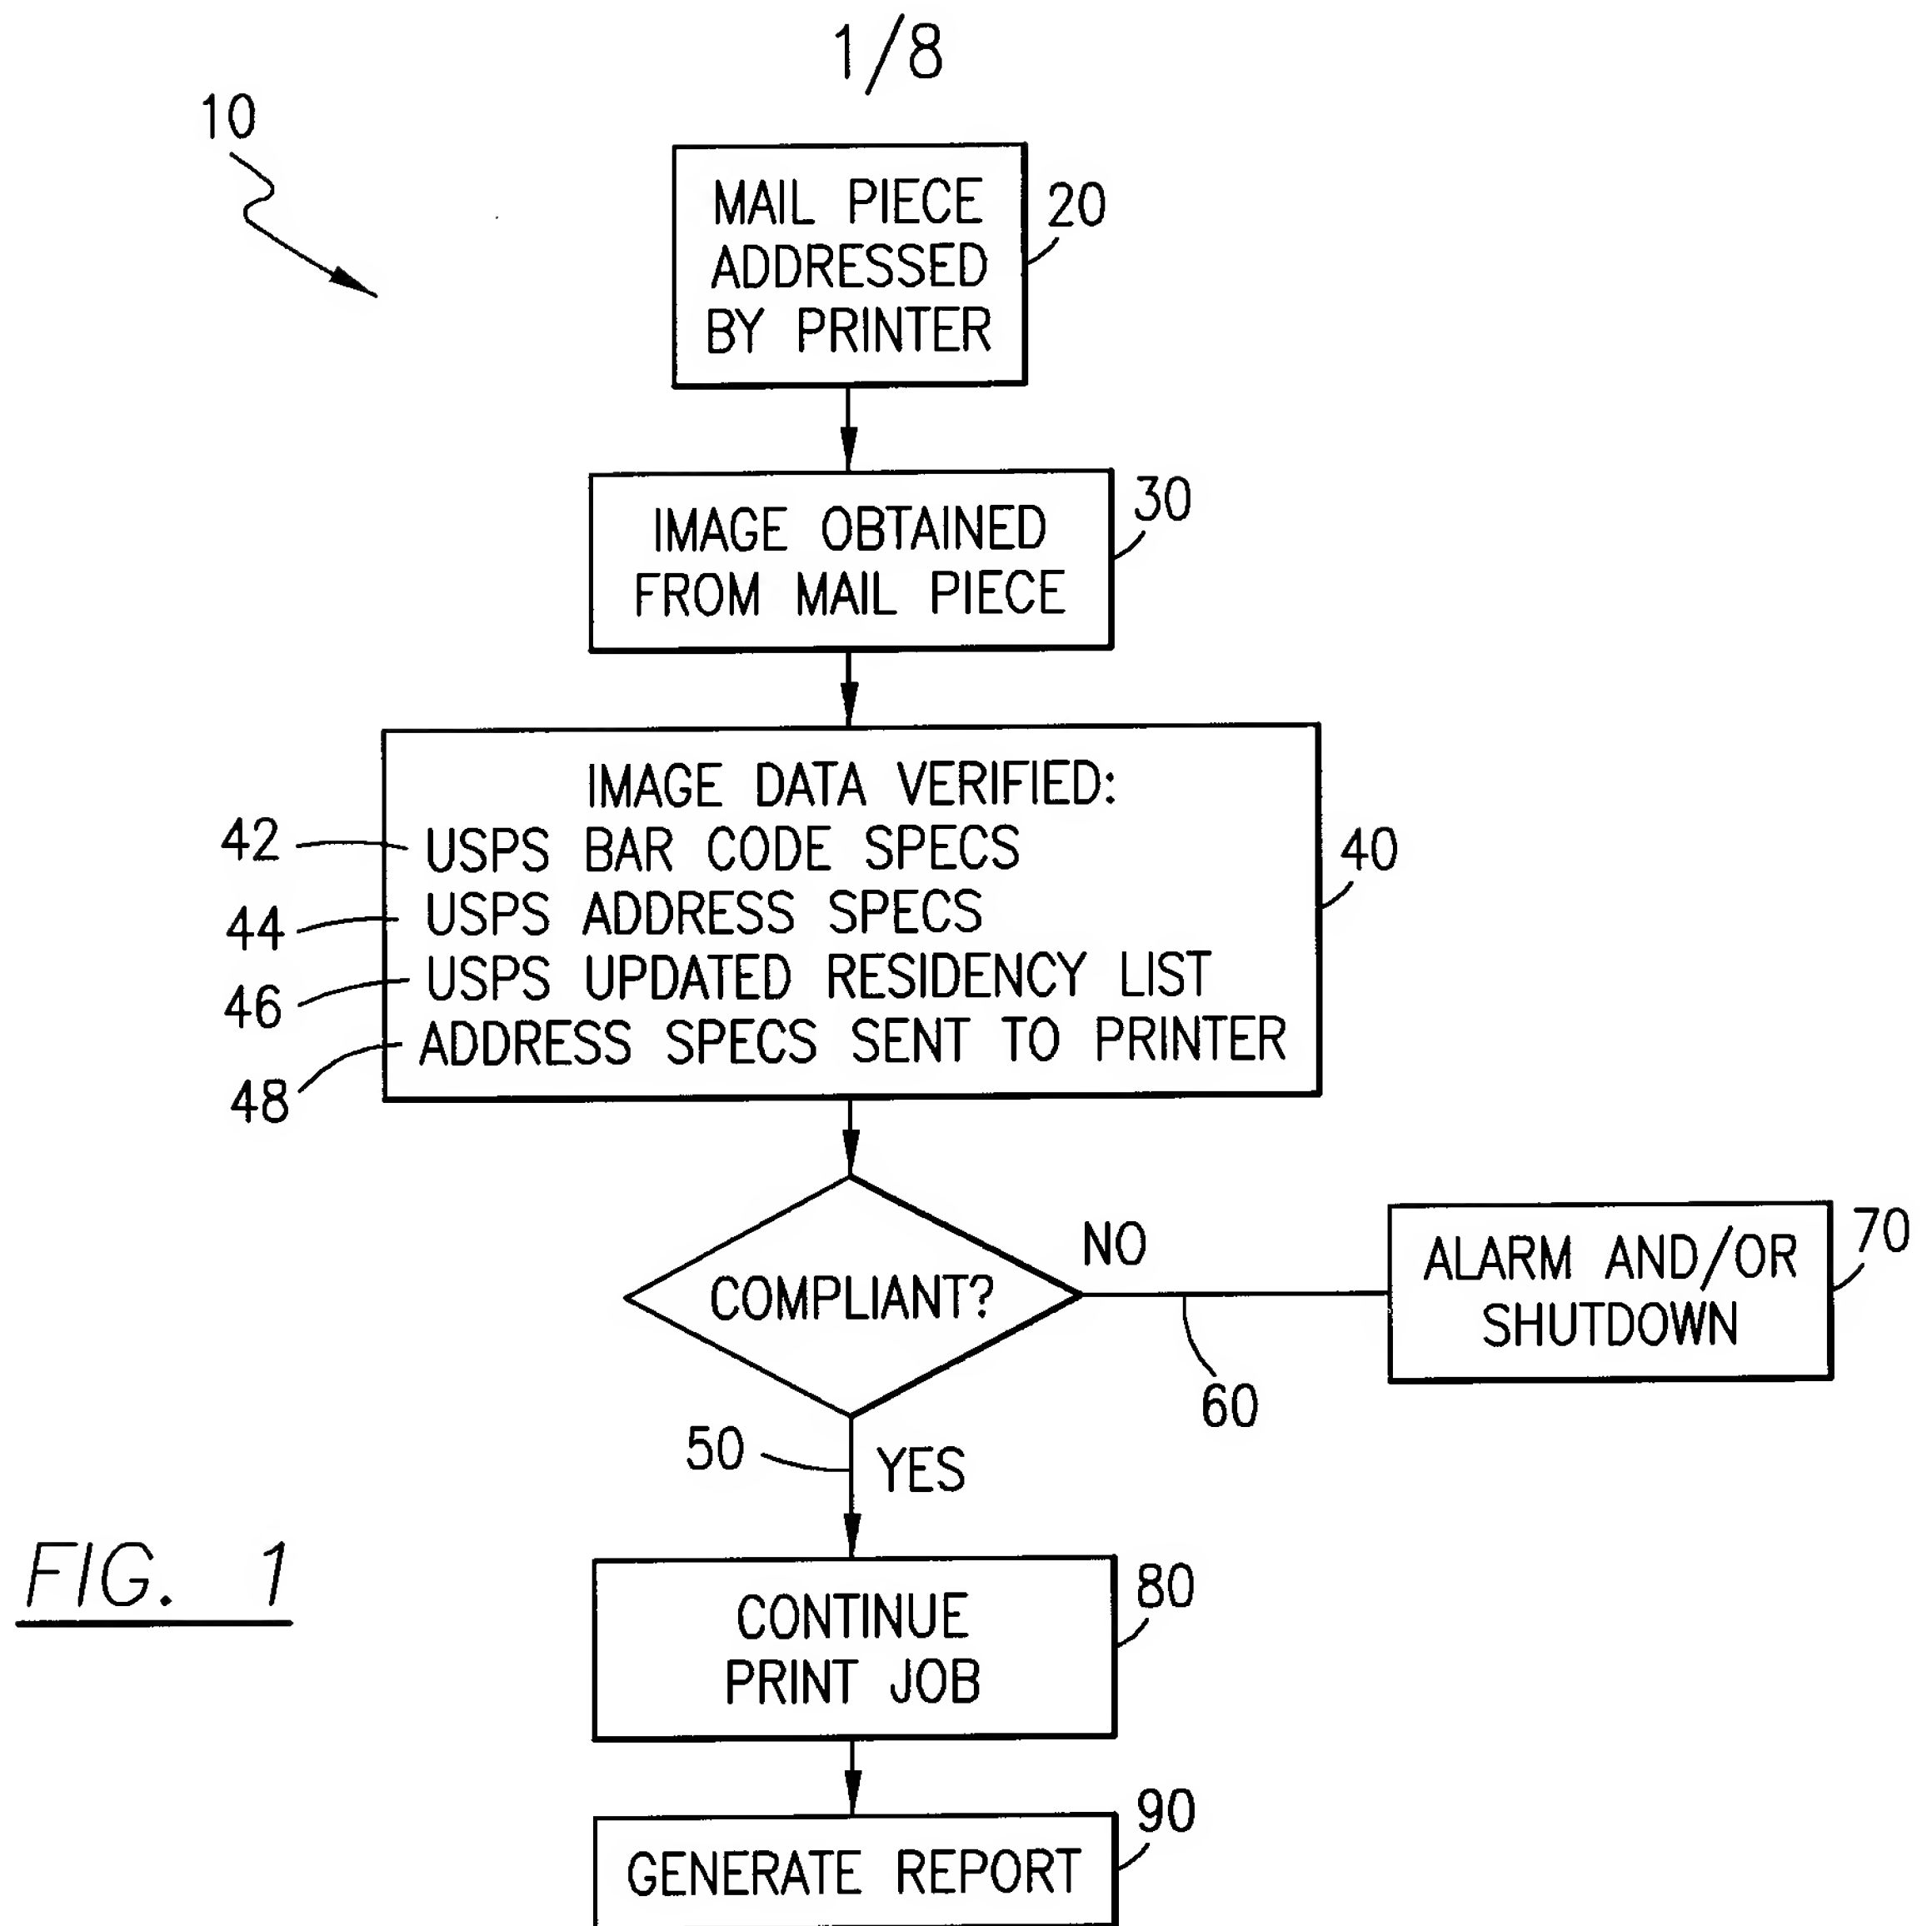 1/8
10
MAIL PIECE
ADDRESSED
BY PRINTER
20
IMAGE OBTAINED
FROM MAIL PIECE
30
IMAGE DATA VERIFIED:
42
USPS BAR CODE SPECS
40
44
USPS ADDRESS SPECS
46
USPS UPDATED RESIDENCY LIST
48
ADDRESS SPECS SENT TO PRINTER
COMPLIANT?
NO
60
ALARM AND/OR
SHUTDOWN
70
50
YES
FIG. 1
CONTINUE
PRINT JOB
80
GENERATE REPORT
90